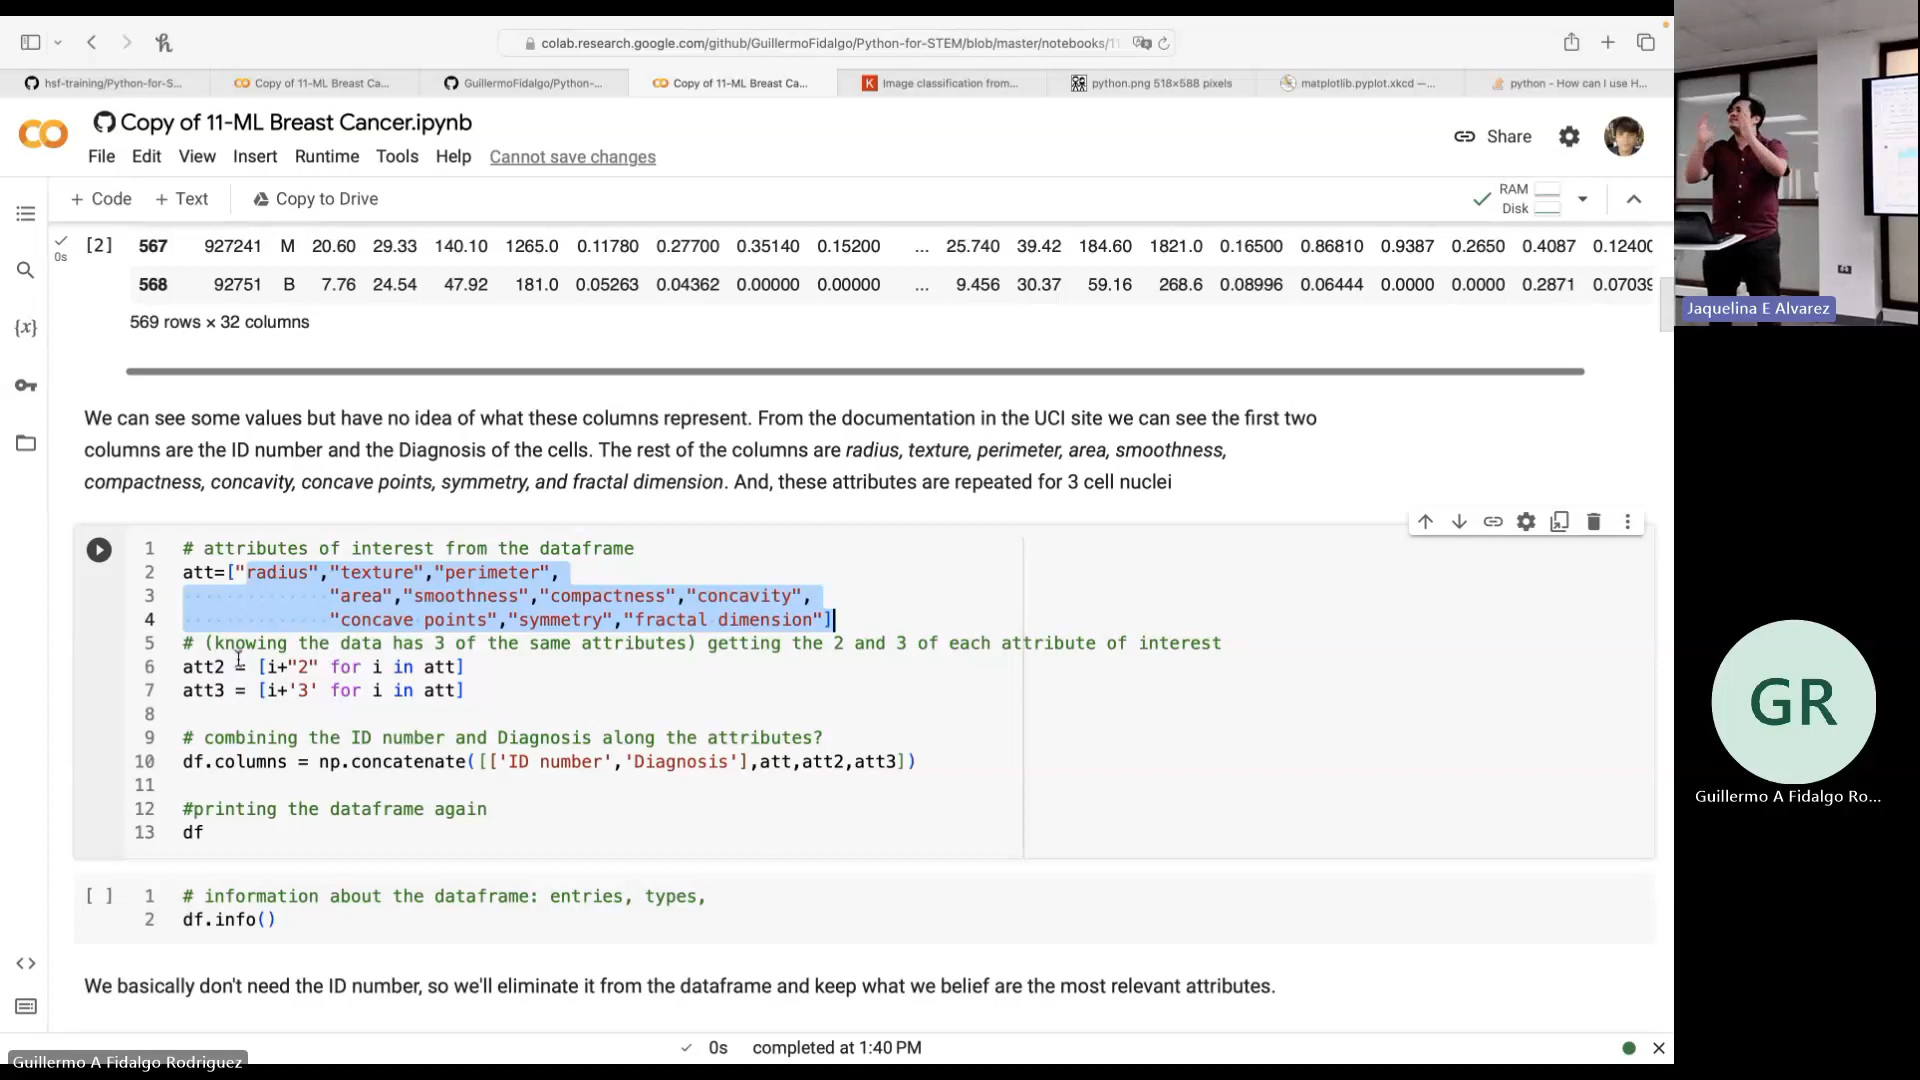 colab.research.google.com/github/GuillermoFidalgo/Python-for-STEM/blob/master/notebooks/11
hsf-training/Python-for-S...
Copy of 11-ML Breast Ca...
GuillermoFidalgo/Python-...
Copy of 11-ML Breast Ca...
Image classification from...
python.png 518×588 pixels
matplotlib.pyplot.xkcd —...
python - How can I use H...
Copy of 11-ML Breast Cancer.ipynb
File Edit View Insert Runtime Tools Help Cannot save changes
Share
+ Code + Text Copy to Drive
RAM
Disk
[2] 567 927241 M 20.60 29.33 140.10 1265.0 0.11780 0.27700 0.35140 0.15200 ... 25.740 39.42 184.60 1821.0 0.16500 0.86810 0.9387 0.2650 0.4087 0.12400
0s
568 92751 B 7.76 24.54 47.92 181.0 0.05263 0.04362 0.00000 0.00000 ... 9.456 30.37 59.16 268.6 0.08996 0.06444 0.0000 0.0000 0.2871 0.07039
569 rows × 32 columns
We can see some values but have no idea of what these columns represent. From the documentation in the UCI site we can see the first two
columns are the ID number and the Diagnosis of the cells. The rest of the columns are radius, texture, perimeter, area, smoothness,
compactness, concavity, concave points, symmetry, and fractal dimension. And, these attributes are repeated for 3 cell nuclei
1 # attributes of interest from the dataframe
2 att=["radius","texture","perimeter",
3 "area","smoothness","compactness","concavity",
4 "concave points","symmetry","fractal dimension"]
5 # (knowing the data has 3 of the same attributes) getting the 2 and 3 of each attribute of interest
6 att2 = [i+"2" for i in att]
7 att3 = [i+'3' for i in att]
8
9 # combining the ID number and Diagnosis along the attributes?
10 df.columns = np.concatenate([['ID number','Diagnosis'],att,att2,att3])
11
12 #printing the dataframe again
13 df
[ ] 1 # information about the dataframe: entries, types,
2 df.info()
We basically don't need the ID number, so we'll eliminate it from the dataframe and keep what we belief are the most relevant attributes.
0s completed at 1:40 PM
Guillermo A Fidalgo Rodriguez
Jaquelina E Alvarez
GR
Guillermo A Fidalgo Ro...